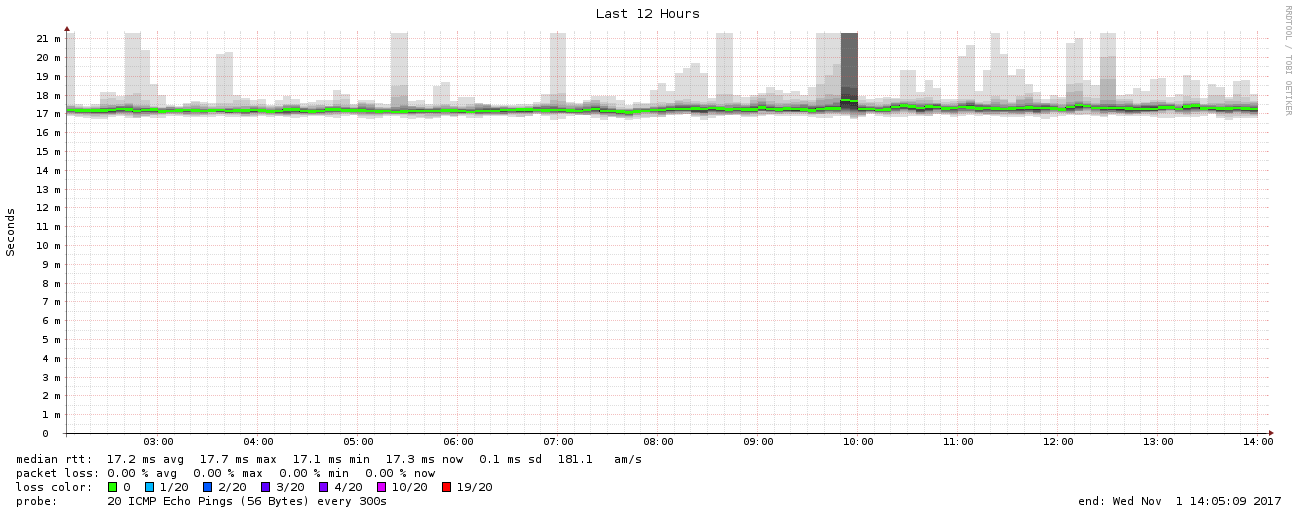 Last 12 Hours
RRDTOOL / TOBI OETIKER
Seconds
21 m
20 m
19 m
18 m
17 m
16 m
15 m
14 m
13 m
12 m
11 m
10 m
9 m
8 m
7 m
6 m
5 m
4 m
3 m
2 m
1 m
0
03:00 04:00 05:00 06:00 07:00 08:00 09:00 10:00 11:00 12:00 13:00 14:00
median rtt: 17.2 ms avg 17.7 ms max 17.1 ms min 17.3 ms now 0.1 ms sd 181.1 am/s
packet loss: 0.00 % avg 0.00 % max 0.00 % min 0.00 % now
loss color: 0 1/20 2/20 3/20 4/20 10/20 19/20
probe: 20 ICMP Echo Pings (56 Bytes) every 300s end: Wed Nov 1 14:05:09 2017